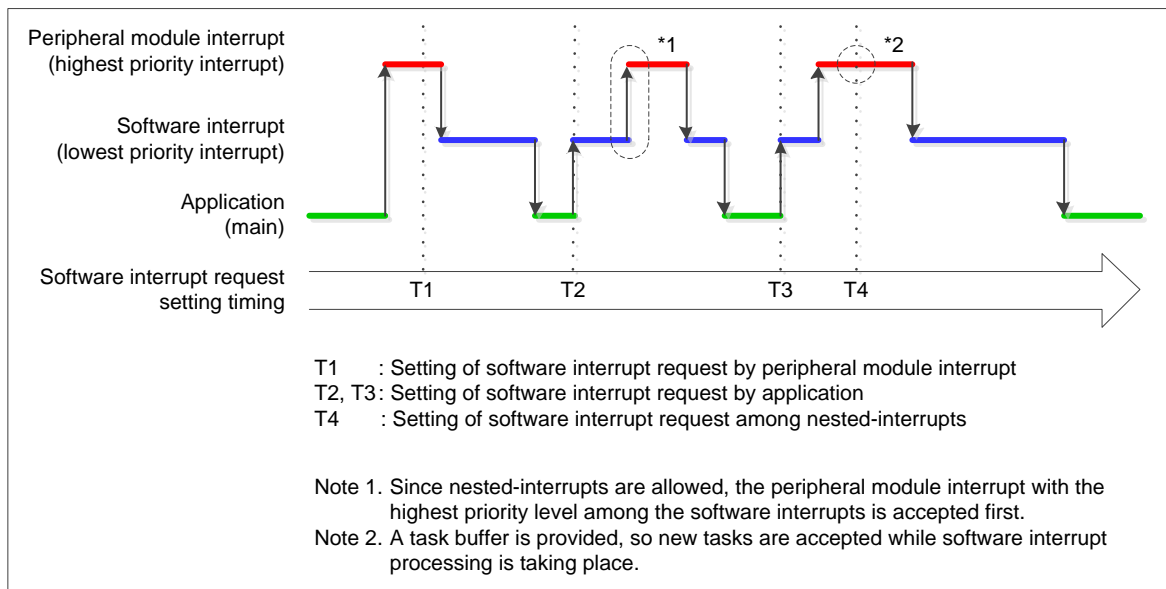 Peripheral module interrupt
(highest priority interrupt)
*1
*2
Software interrupt
(lowest priority interrupt)
Application
(main)
Software interrupt request
setting timing
T1
T2
T3
T4
T1 : Setting of software interrupt request by peripheral module interrupt
T2, T3 : Setting of software interrupt request by application
T4 : Setting of software interrupt request among nested-interrupts
Note 1. Since nested-interrupts are allowed, the peripheral module interrupt with the
highest priority level among the software interrupts is accepted first.
Note 2. A task buffer is provided, so new tasks are accepted while software interrupt
processing is taking place.